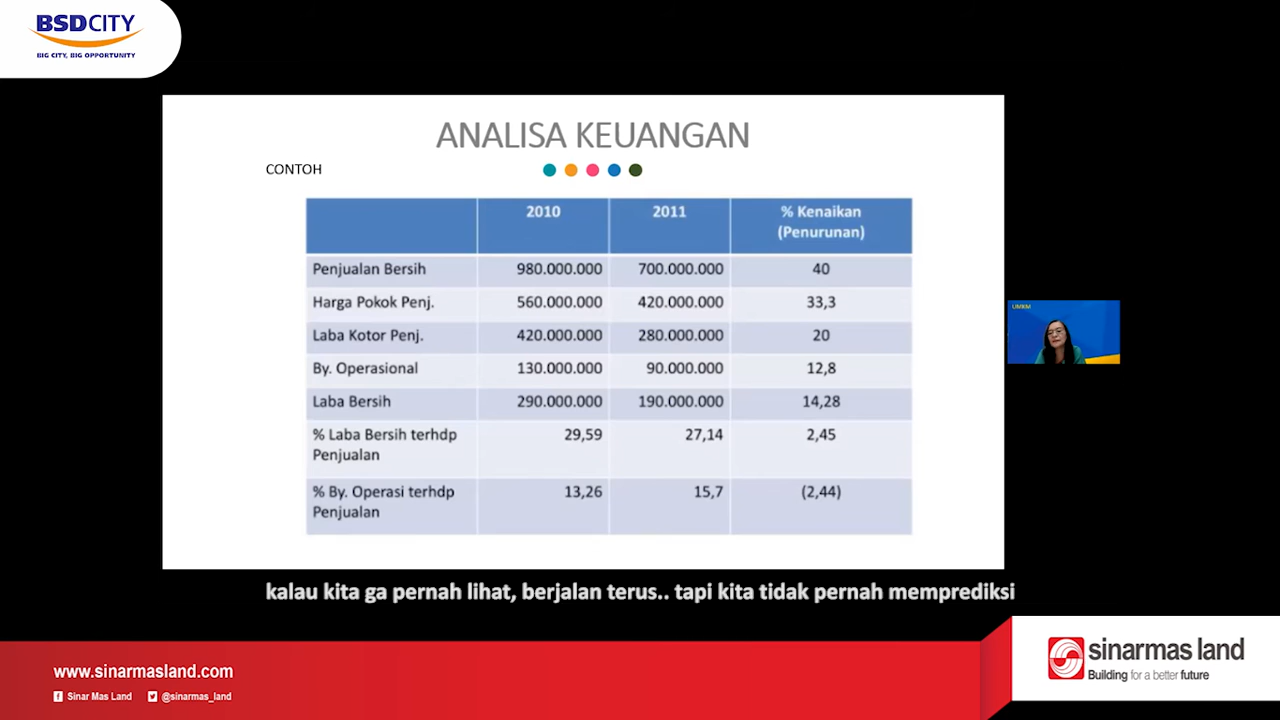 BSDCITY
BIG CITY, BIG OPPORTUNITY
ANALISA KEUANGAN
CONTOH
2010 2011 % Kenaikan
(Penurunan)
Penjualan Bersih 980.000.000 700.000.000 40
Harga Pokok Penj. 560.000.000 420.000.000 33,3
Laba Kotor Penj. 420.000.000 280.000.000 20
By. Operasional 130.000.000 90.000.000 12,8
Laba Bersih 290.000.000 190.000.000 14,28
% Laba Bersih terhdp 29,59 27,14 2,45
Penjualan
% By. Operasi terhdp 13,26 15,7 (2,44)
Penjualan
UMKM
kalau kita ga pernah lihat, berjalan terus.. tapi kita tidak pernah memprediksi
www.sinarmasland.com
Sinar Mas Land @sinarmas_land
sinarmas land
Building for a better future